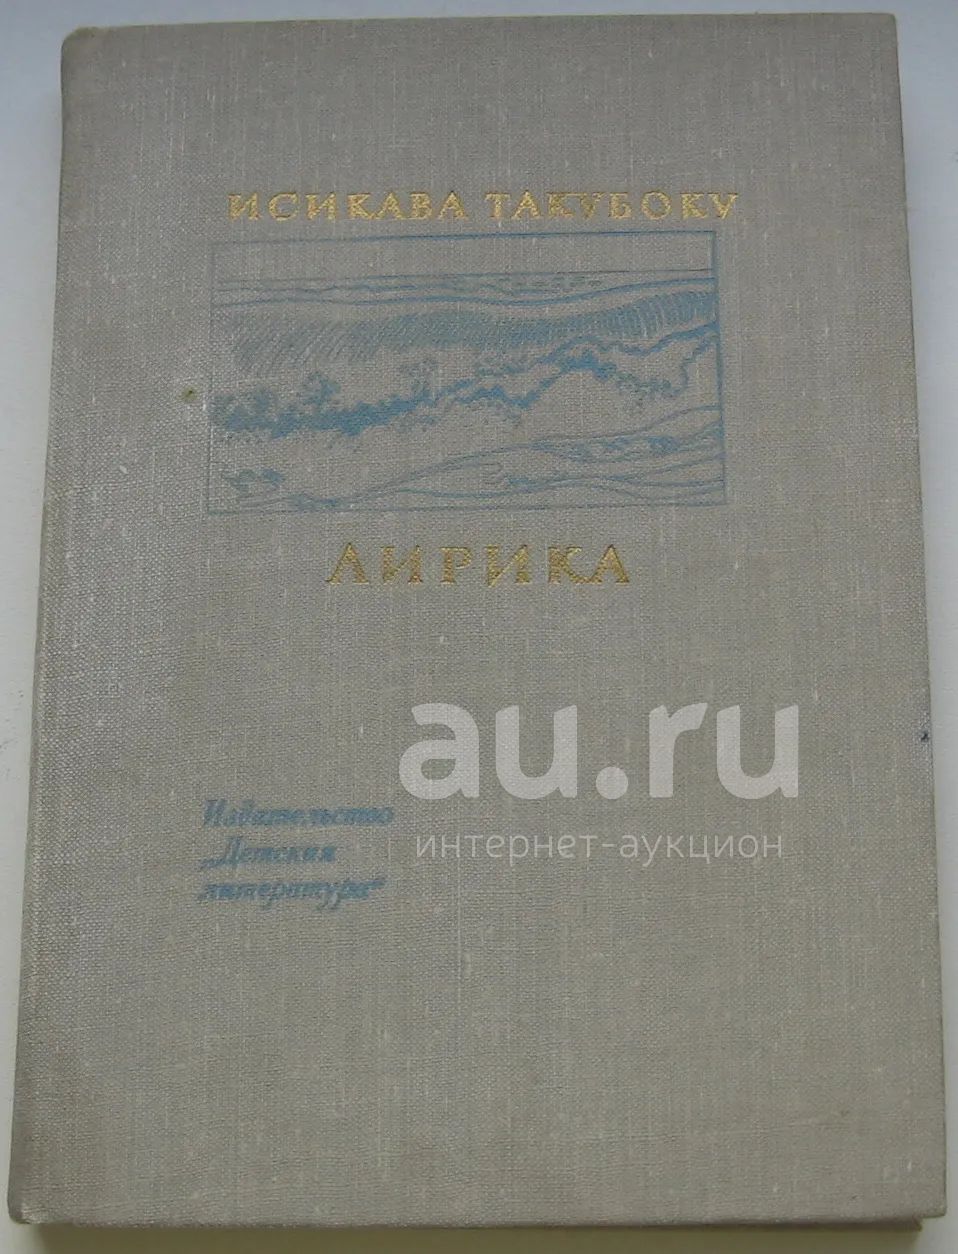 ИСИКАВА ТАКУБОКУ
ЛИРИКА
au.ru
интернет-аукцион
Издательство
„Детская
литература“